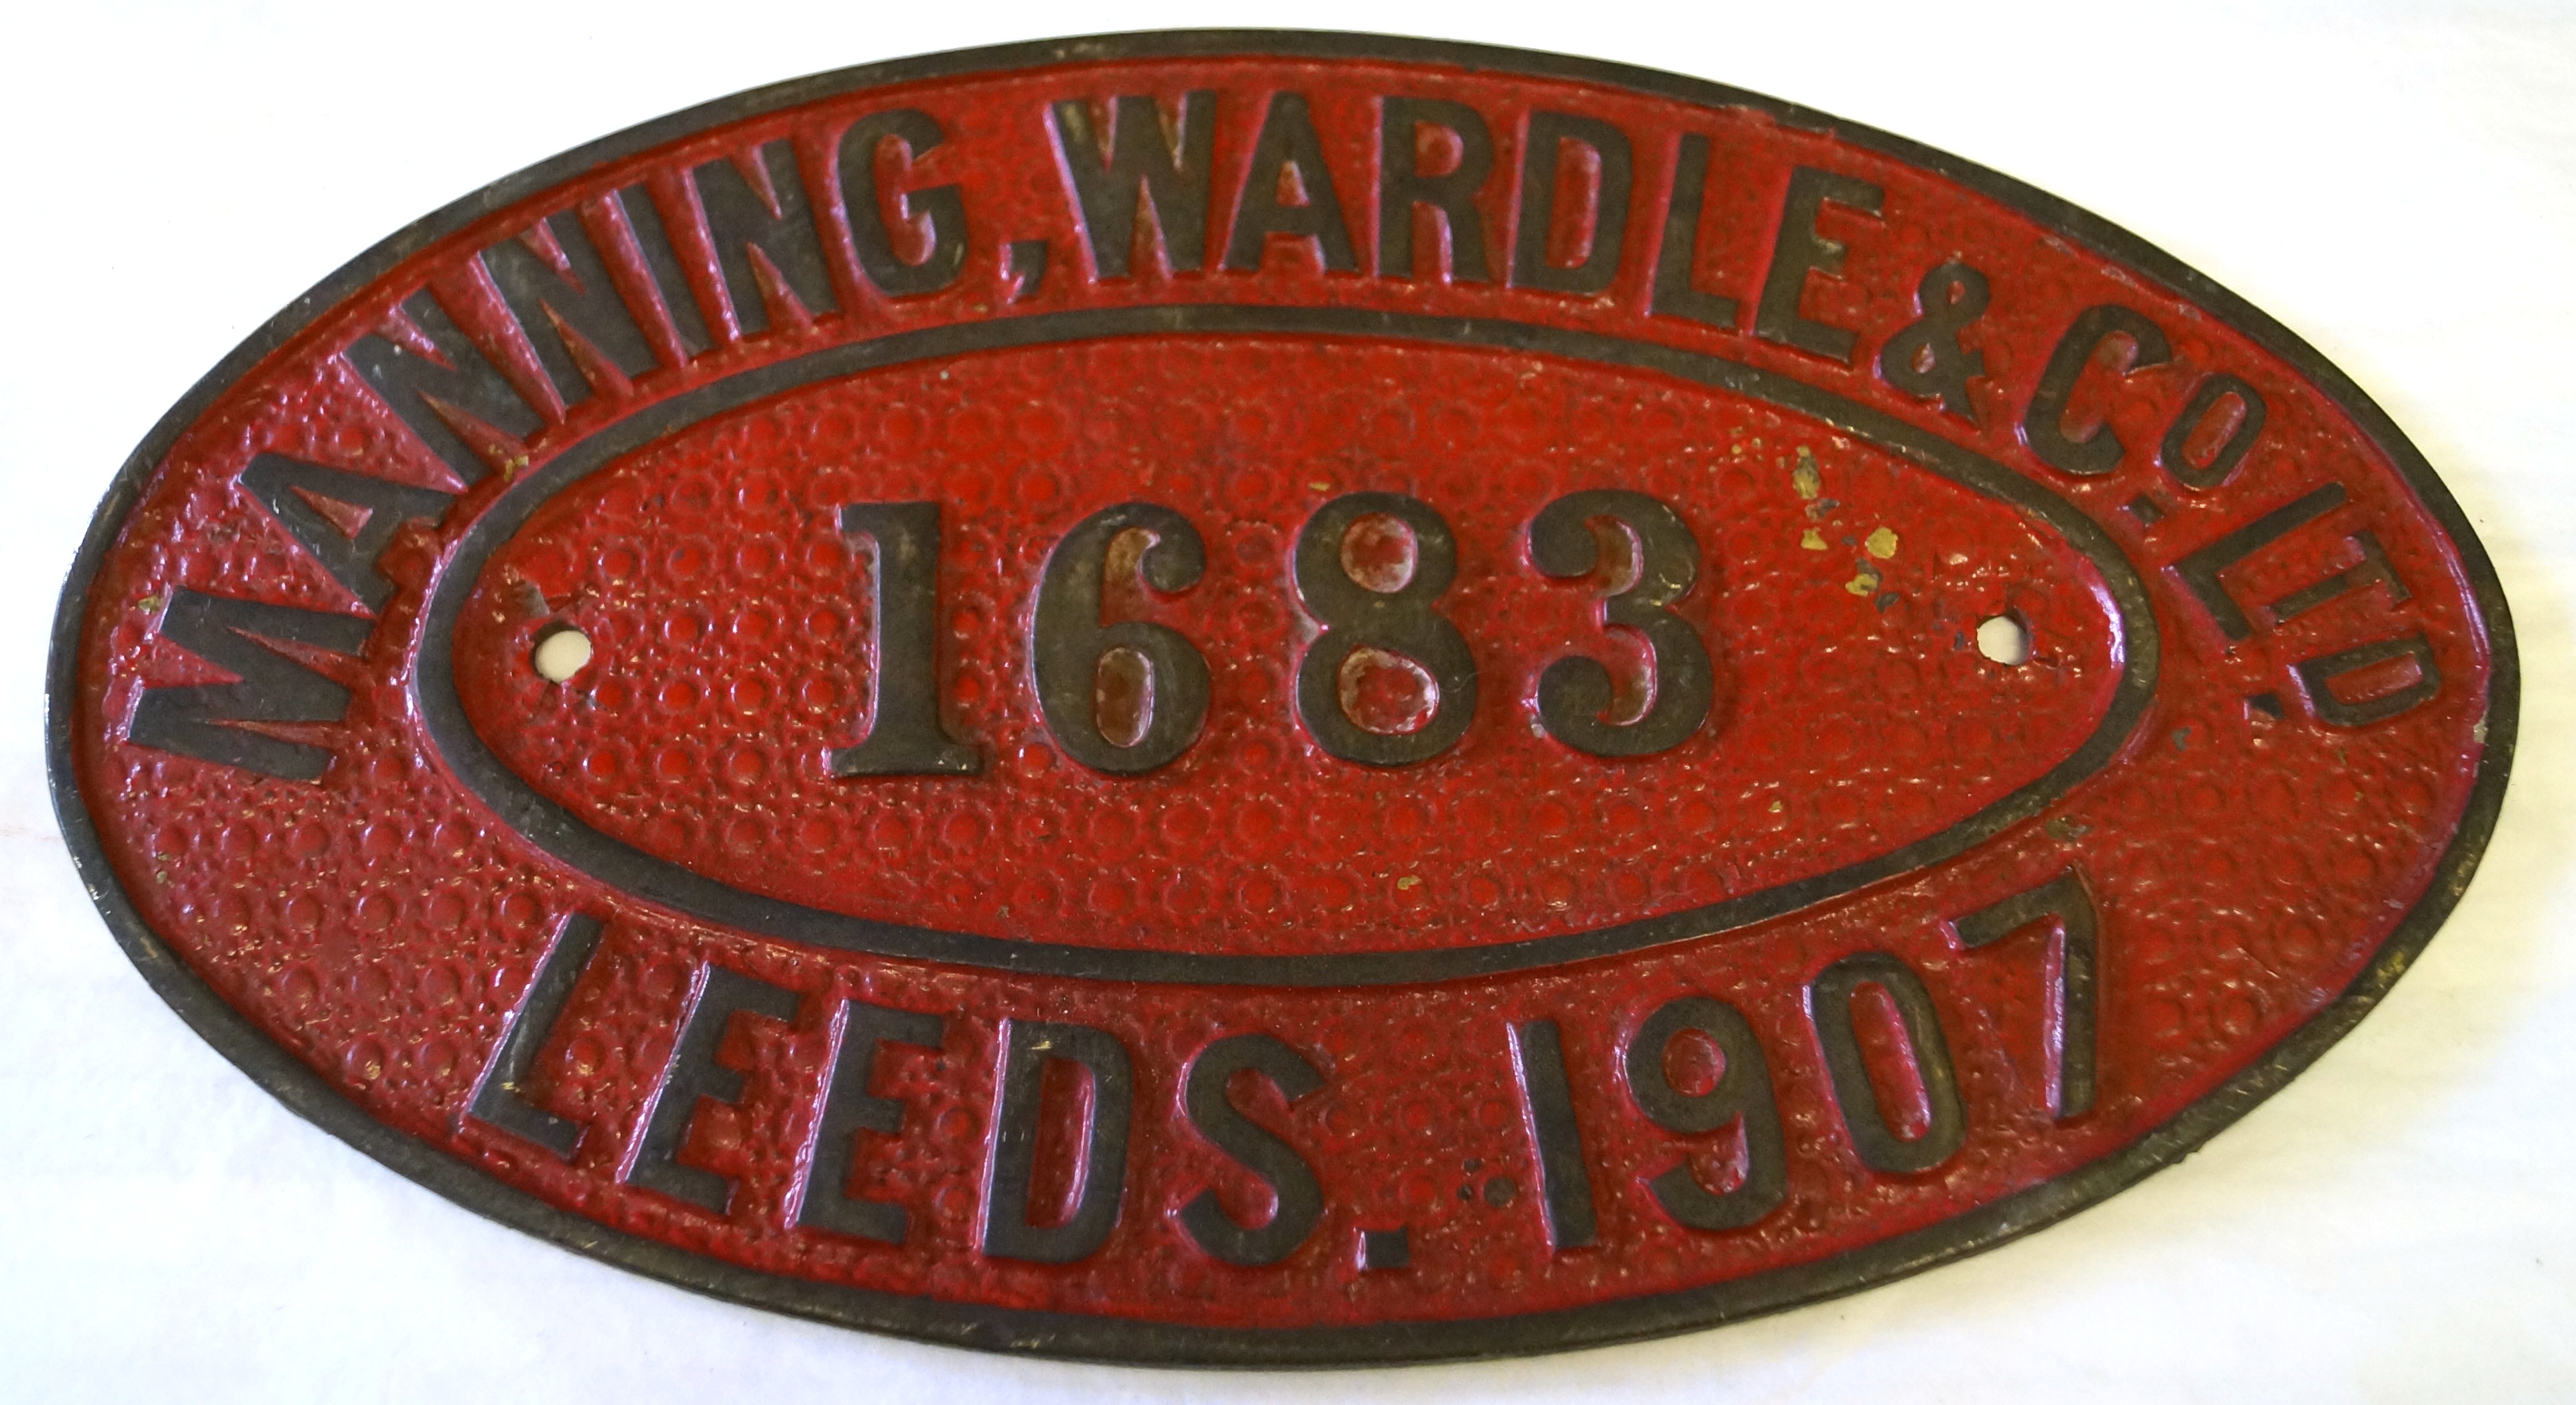 MANNING, WARDLE & Co. LTD.
1683
LEEDS. 1907